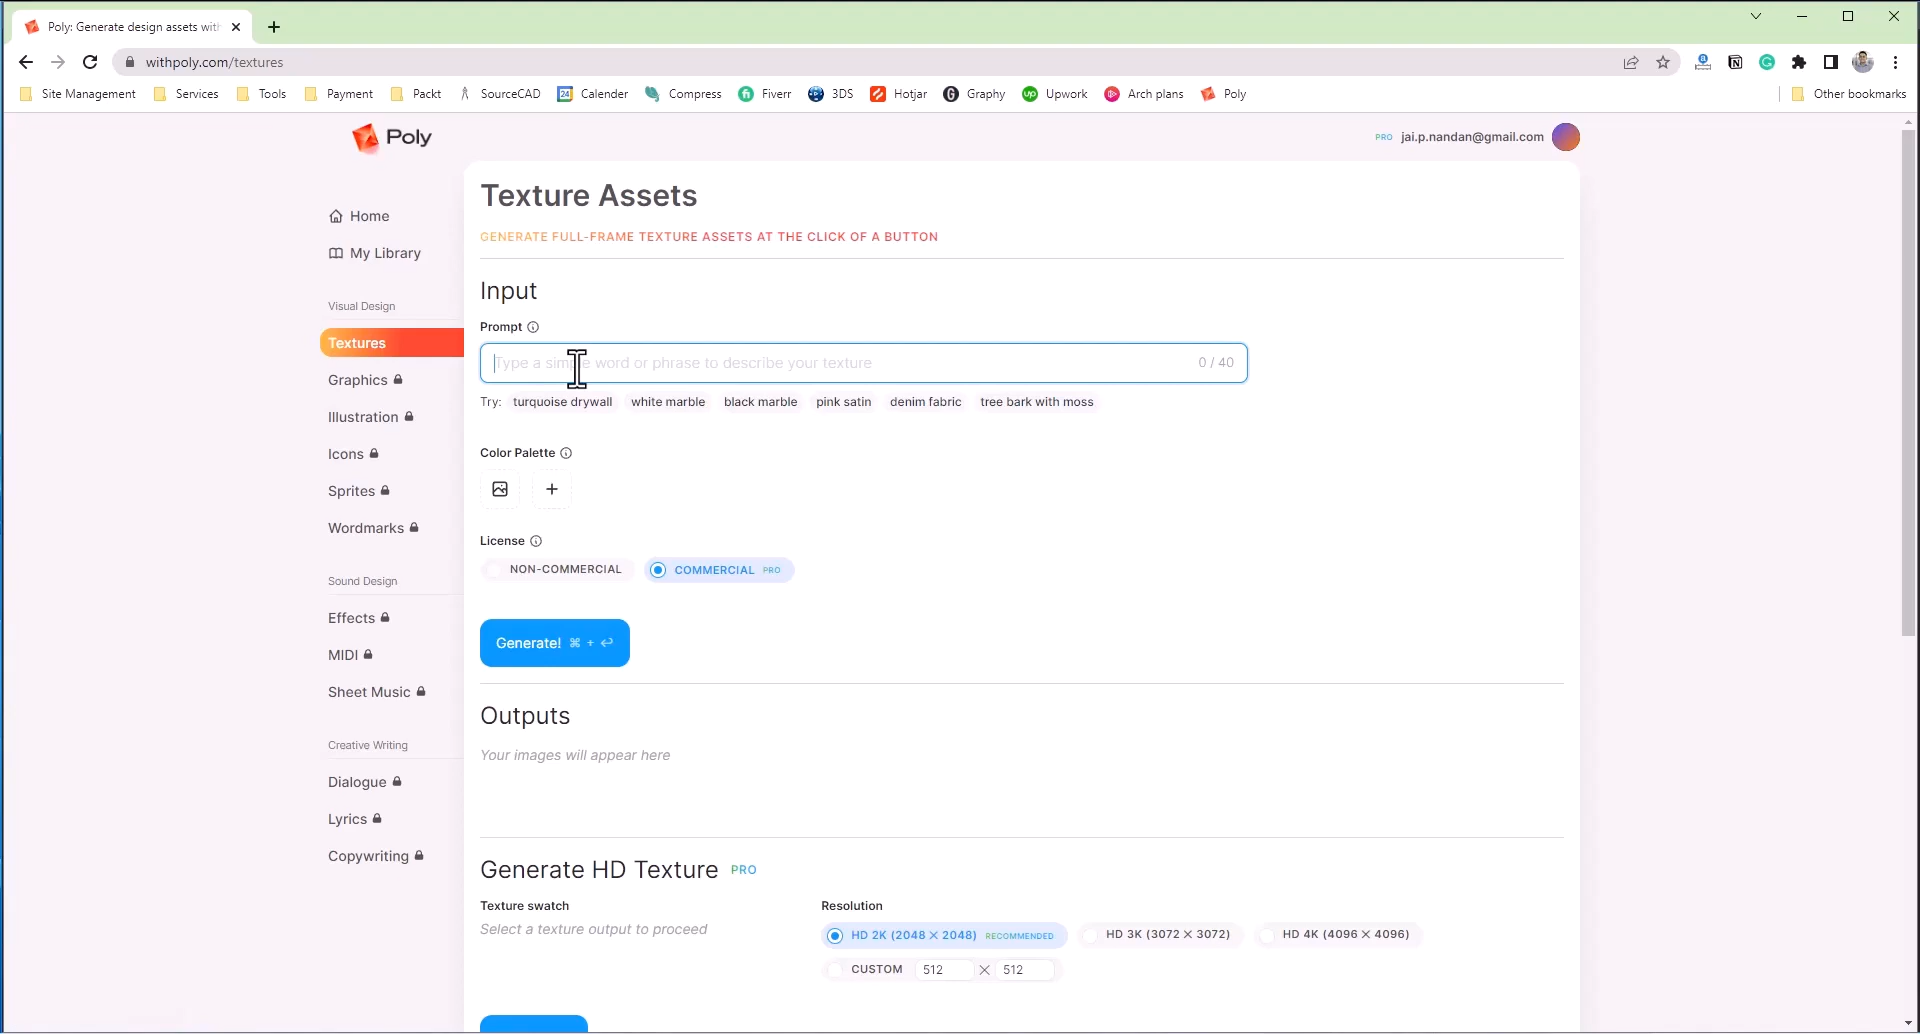 Poly: Generate design assets with
withpoly.com/textures
Site Management Services Tools Payment Packt SourceCAD 24 Calender Compress Fiverr 3DS Hotjar Graphy Upwork Arch plans Poly Other bookmarks
Poly
PRO jai.p.nandan@gmail.com
Home
My Library
Visual Design
Textures
Graphics
Illustration
Icons
Sprites
Wordmarks
Sound Design
Effects
MIDI
Sheet Music
Creative Writing
Dialogue
Lyrics
Copywriting
Texture Assets
GENERATE FULL-FRAME TEXTURE ASSETS AT THE CLICK OF A BUTTON
Input
Prompt
Type a simple word or phrase to describe your texture 0 / 40
Try: turquoise drywall white marble black marble pink satin denim fabric tree bark with moss
Color Palette
License
NON-COMMERCIAL COMMERCIAL PRO
Generate! ⌘ + ↩
Outputs
Your images will appear here
Generate HD Texture PRO
Texture swatch
Select a texture output to proceed
Resolution
HD 2K (2048 × 2048) RECOMMENDED HD 3K (3072 × 3072) HD 4K (4096 × 4096)
CUSTOM 512 × 512